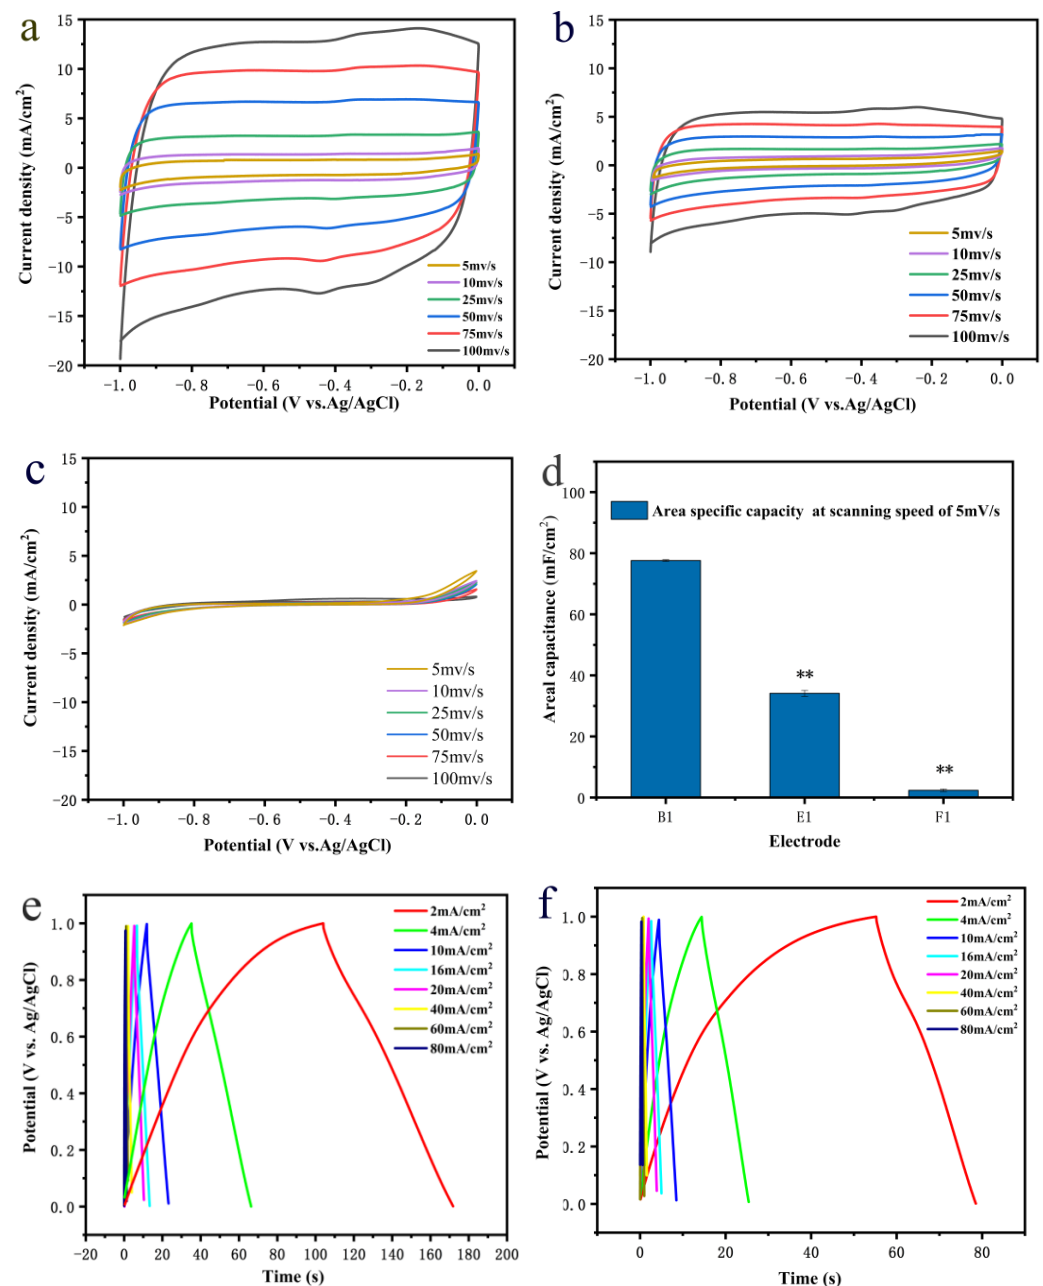 a
15
10
5
0
−5
−10
−15
−20
Current density (mA/cm²)
5mv/s
10mv/s
25mv/s
50mv/s
75mv/s
100mv/s
−1.0 −0.8 −0.6 −0.4 −0.2 0.0
Potential (V vs.Ag/AgCl)
b
15
10
5
0
−5
−10
−15
−20
Current density (mA/cm²)
5mv/s
10mv/s
25mv/s
50mv/s
75mv/s
100mv/s
−1.0 −0.8 −0.6 −0.4 −0.2 0.0
Potential (V vs.Ag/AgCl)
c
15
10
5
0
−5
−10
−15
−20
Current density (mA/cm²)
5mv/s
10mv/s
25mv/s
50mv/s
75mv/s
100mv/s
−1.0 −0.8 −0.6 −0.4 −0.2 0.0
Potential (V vs.Ag/AgCl)
d
100
80
60
40
20
0
Areal capacitance (mF/cm²)
Area specific capacity at scanning speed of 5mV/s
**
**
B1 E1 F1
Electrode
e
1.0
0.8
0.6
0.4
0.2
0.0
Potential (V vs. Ag/AgCl)
2mA/cm²
4mA/cm²
10mA/cm²
16mA/cm²
20mA/cm²
40mA/cm²
60mA/cm²
80mA/cm²
−20 0 20 40 60 80 100 120 140 160 180 200
Time (s)
f
1.0
0.8
0.6
0.4
0.2
0.0
Potential (V vs. Ag/AgCl)
2mA/cm²
4mA/cm²
10mA/cm²
16mA/cm²
20mA/cm²
40mA/cm²
60mA/cm²
80mA/cm²
0 20 40 60 80
Time (s)